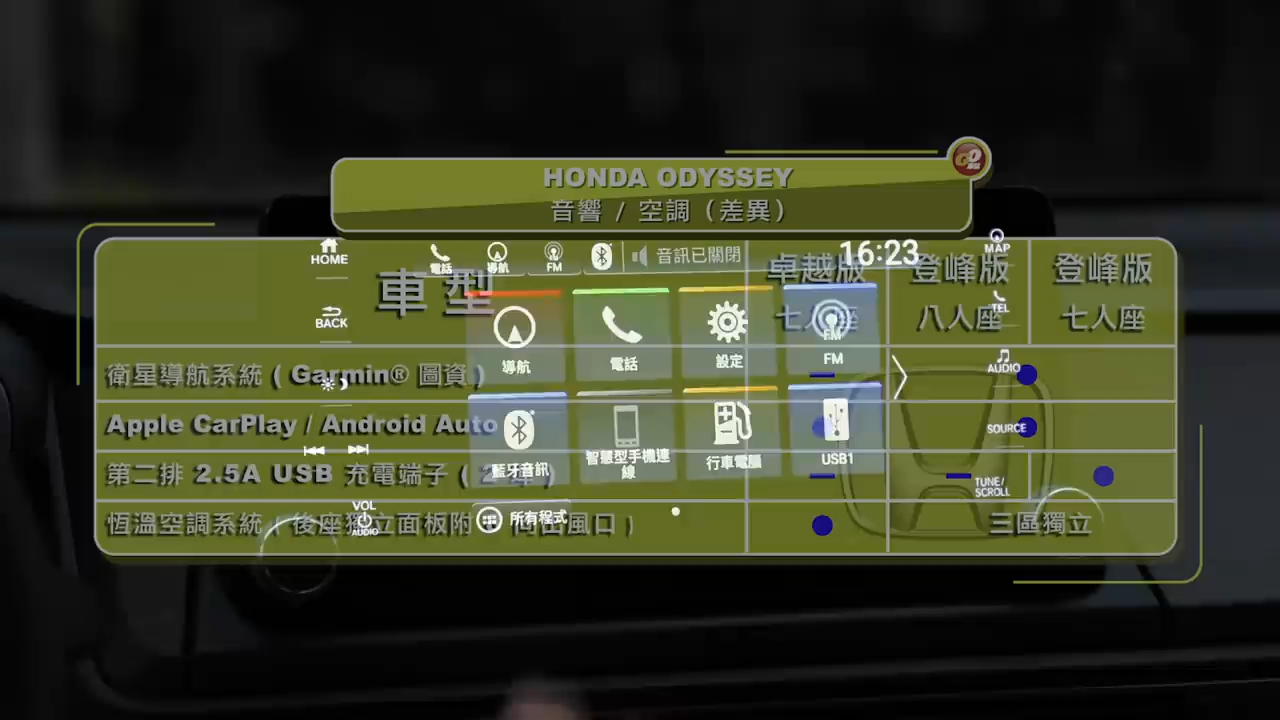 HONDA ODYSSEY
音響 / 空調（差異）
車型
卓越版
七人座
登峰版
八人座
登峰版
七人座
衛星導航系統 ( Garmin® 圖資 )
Apple CarPlay / Android Auto
第二排 2.5A USB 充電端子 (
恆溫空調系統
後座獨立面板附
出風口 )
三區獨立
HOME
BACK
VOL
AUDIO
電話
導航
FM
音訊已關閉
16:23
MAP
TEL
AUDIO
SOURCE
TUNE/
SCROLL
導航
電話
設定
FM
FM
藍牙音訊
智慧型手機連
線
行車電腦
USB1
所有程式